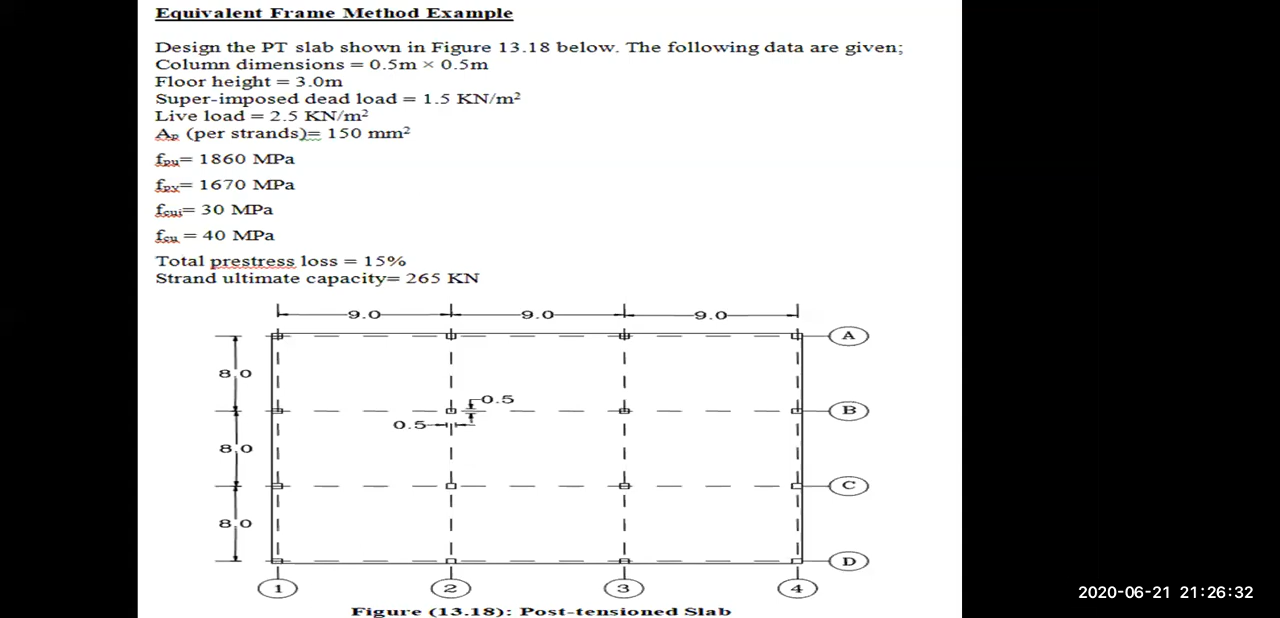 Equivalent Frame Method Example
Design the PT slab shown in Figure 13.18 below. The following data are given;
Column dimensions = 0.5m × 0.5m
Floor height = 3.0m
Super-imposed dead load = 1.5 KN/m²
Live load = 2.5 KN/m²
Ap (per strands)= 150 mm²
fpu= 1860 MPa
fpy= 1670 MPa
fcui= 30 MPa
fcu = 40 MPa
Total prestress loss = 15%
Strand ultimate capacity= 265 KN
9.0 9.0 9.0
A
8.0
0.5
B
0.5
8.0
C
8.0
D
1 2 3 4
2020-06-21 21:26:32
Figure (13.18): Post-tensioned Slab